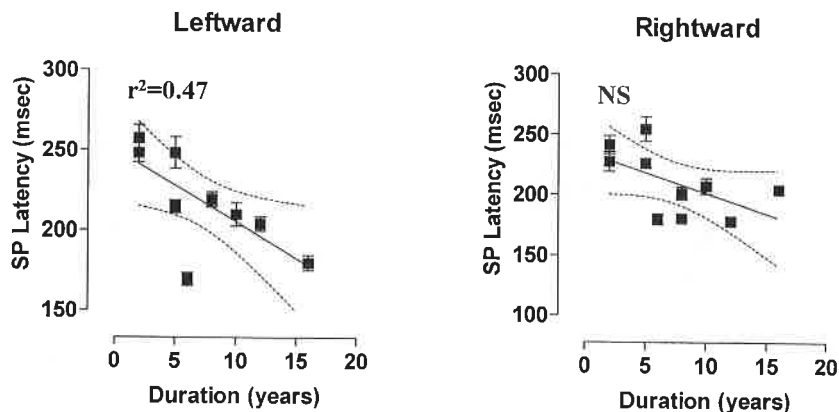 Leftward
SP Latency (msec)
300
250
200
150
r²=0.47
0 5 10 15 20
Duration (years)
Rightward
SP Latency (msec)
300
250
200
150
100
NS
0 5 10 15 20
Duration (years)